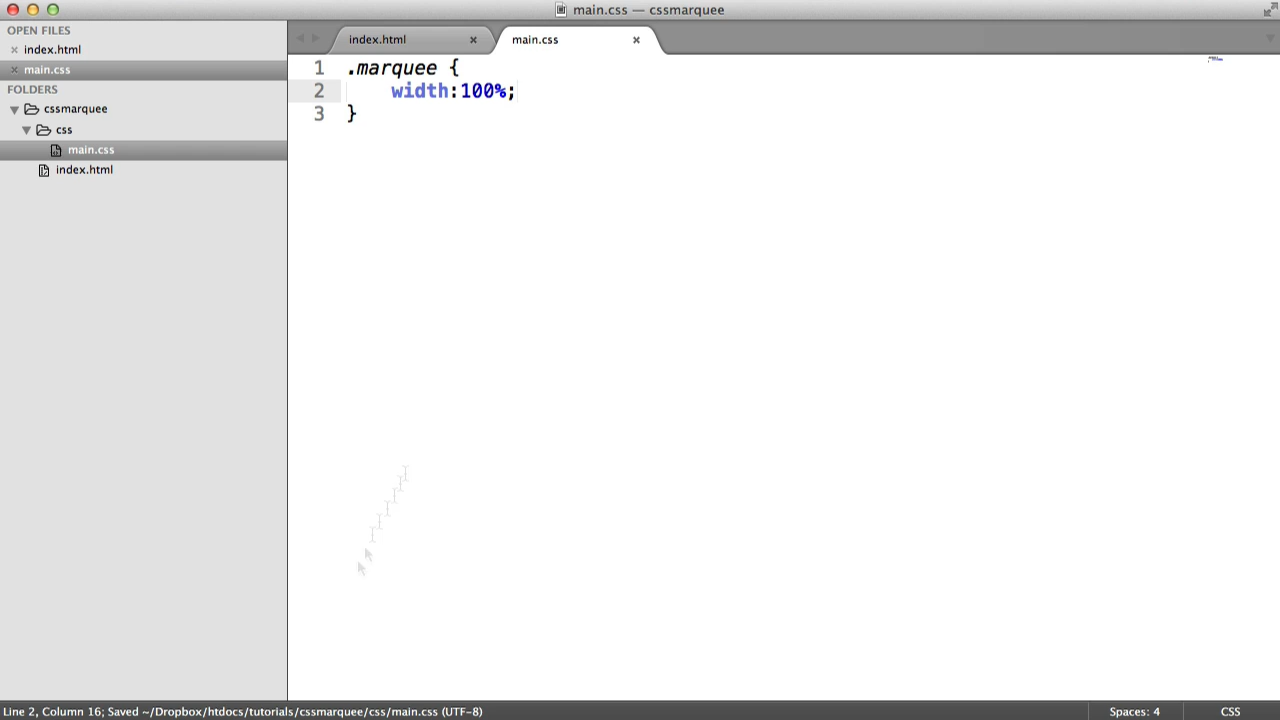 main.css — cssmarquee
OPEN FILES
index.html
main.css
FOLDERS
cssmarquee
css
main.css
index.html
index.html
main.css
1 .marquee {
2 width:100%;
3 }
Line 2, Column 16; Saved ~/Dropbox/htdocs/tutorials/cssmarquee/css/main.css (UTF-8)
Spaces: 4
CSS